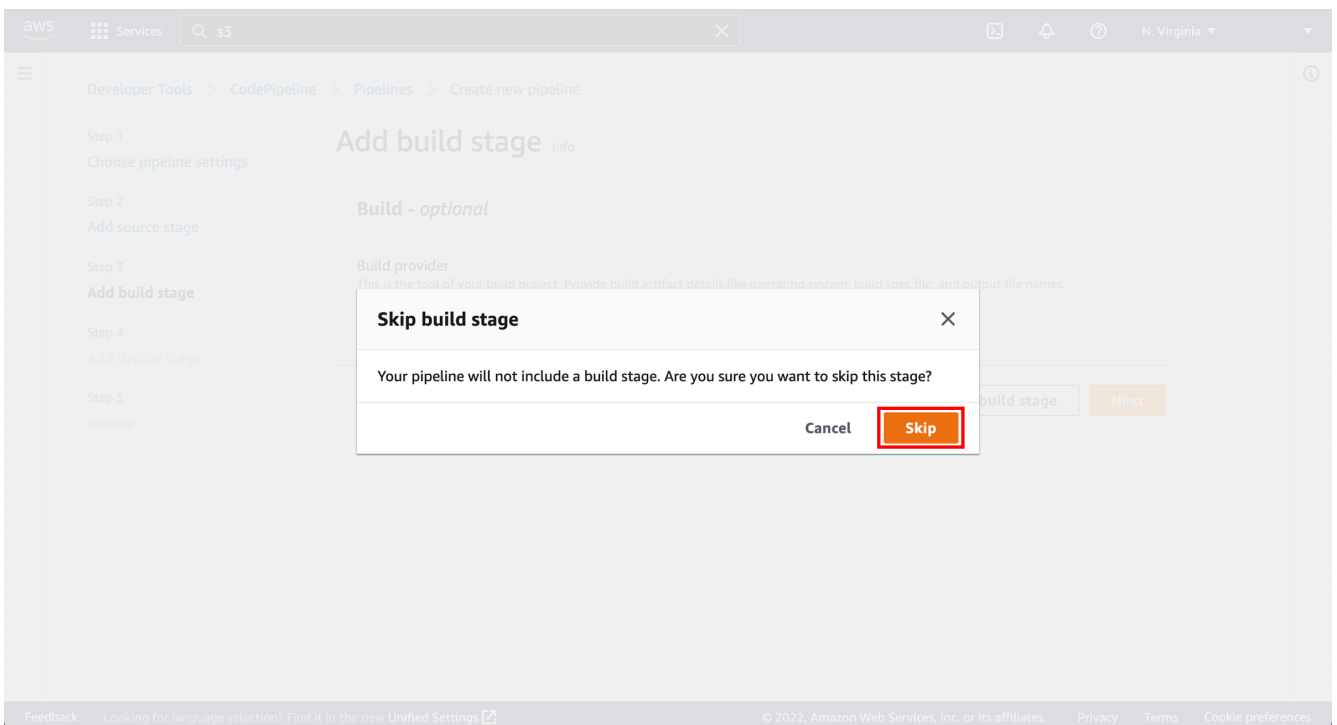 aws
Services
s3
N. Virginia
Developer Tools > CodePipeline > Pipelines > Create new pipeline
Step 1
Choose pipeline settings
Step 2
Add source stage
Step 3
Add build stage
Step 4
Add deploy stage
Step 5
Review
Add build stage Info
Build - optional
Build provider
This is the tool of your build project. Provide build artifact details like operating system, build spec file, and output file names.
Skip build stage
Your pipeline will not include a build stage. Are you sure you want to skip this stage?
Cancel Skip
build stage Next
Feedback Looking for language selection? Find it in the new Unified Settings © 2022, Amazon Web Services, Inc. or its affiliates. Privacy Terms Cookie preferences